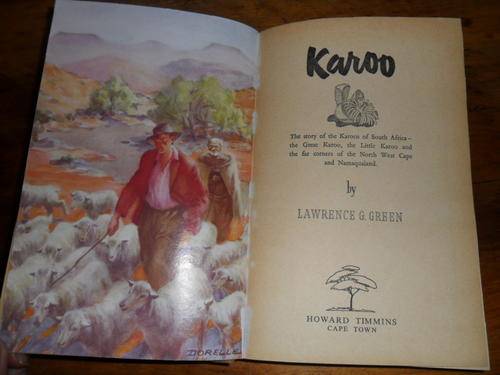 DORELLE
Karoo
The story of the Karoos of South Africa—
the Great Karoo, the Little Karoo and
the far corners of the North West Cape
and Namaqualand.
by
LAWRENCE G. GREEN
HOWARD TIMMINS
CAPE TOWN